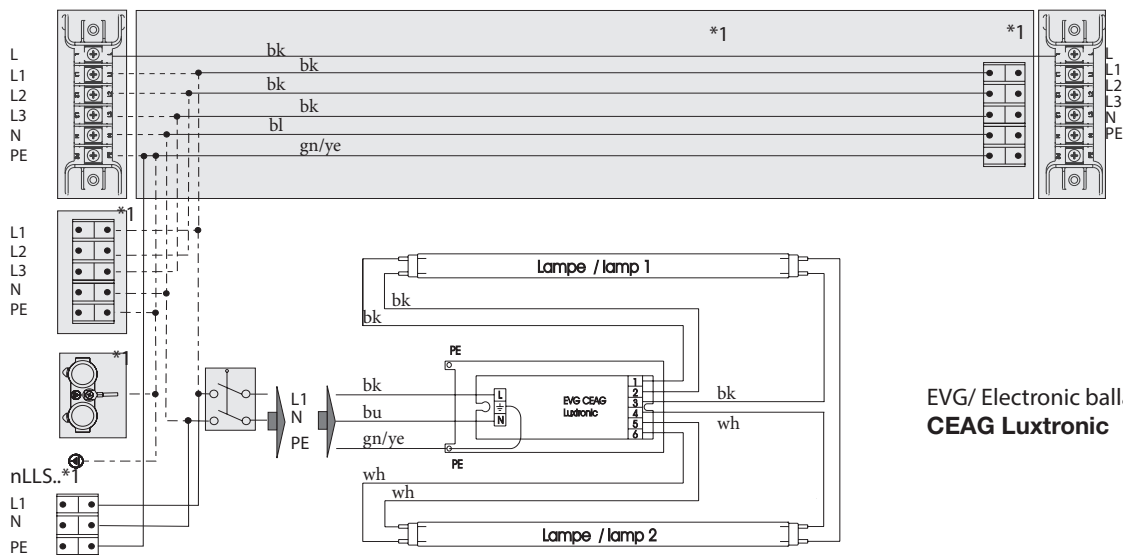 *1 *1
L bk L
L1 bk L1
L2 bk L2
L3 bk L3
N bl N
PE gn/ye PE
*1
L1
L2
L3
N
PE
Lampe / lamp 1
bk
bk
*1
PE
bk L 1
L1 EVG CEAG 2
N bu Luxtronic 3 bk
N 4
PE gn/ye 5 wh
6
PE
EVG/ Electronic balla
CEAG Luxtronic
nLLS..*1
wh
wh
L1
N
PE
Lampe / lamp 2